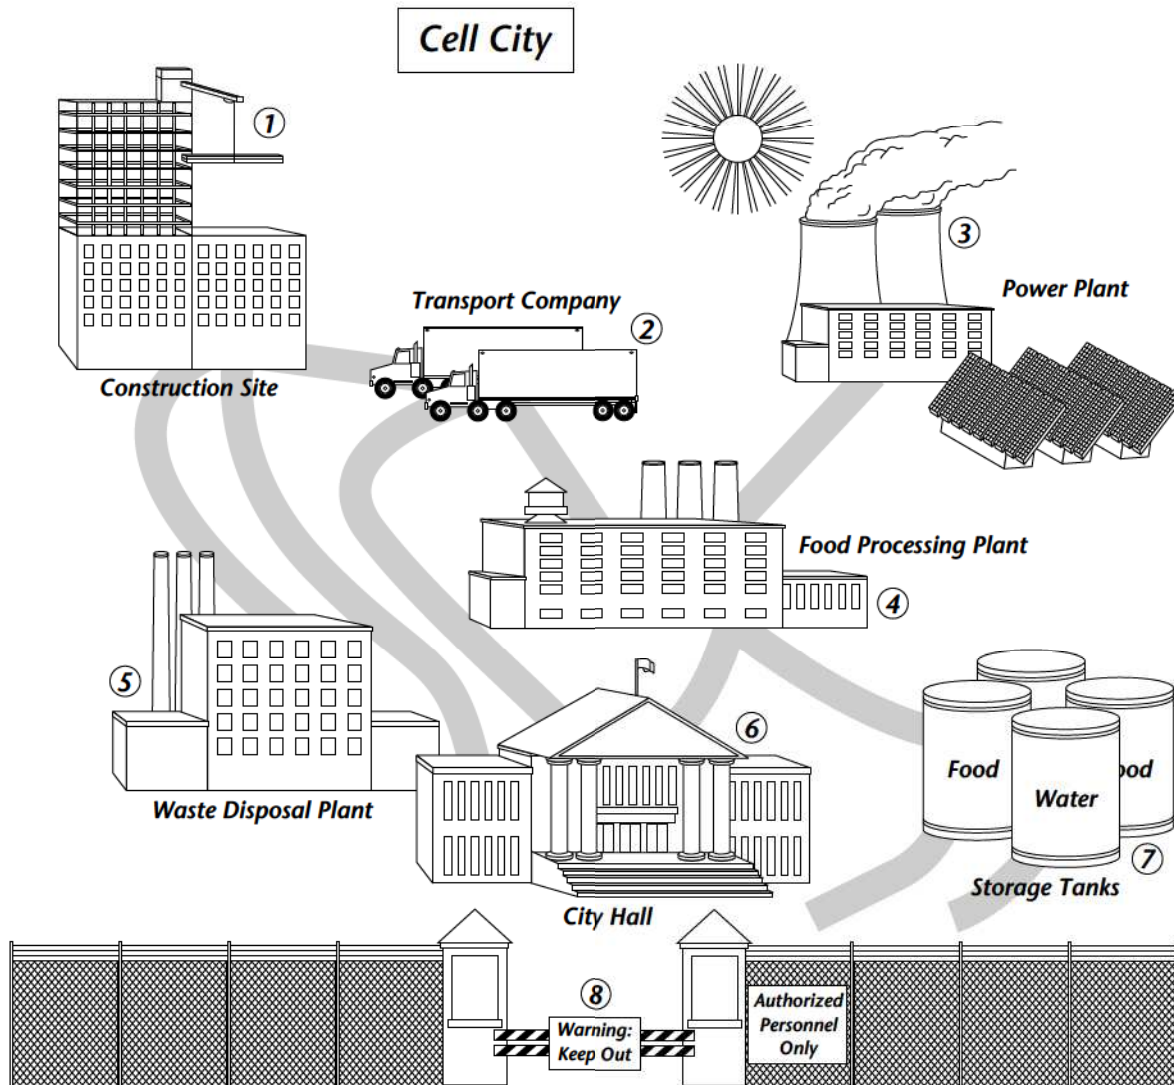 Cell City
1
3
Transport Company
2
Power Plant
Construction Site
Food Processing Plant
4
5
6
Food
Food
Water
Waste Disposal Plant
7
Storage Tanks
City Hall
8
Warning:
Keep Out
Authorized
Personnel
Only